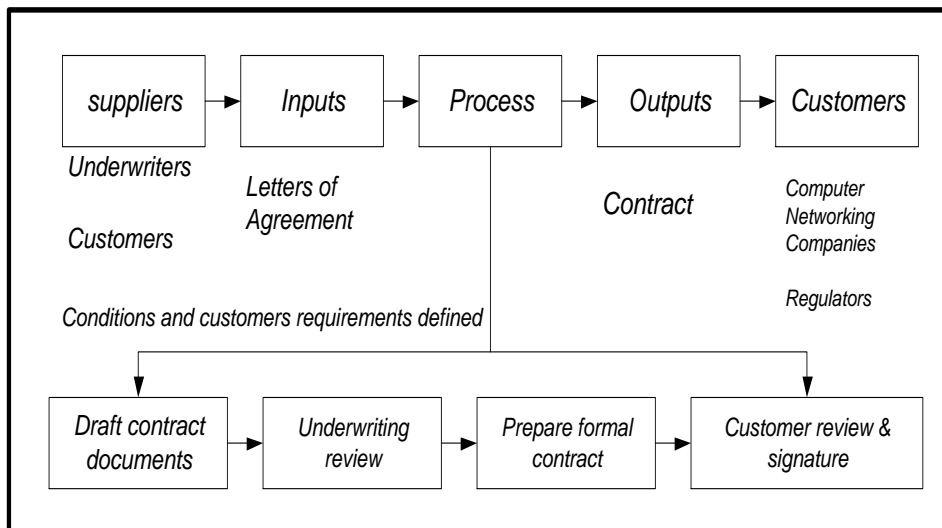 suppliers
Inputs
Process
Outputs
Customers
Underwriters
Customers
Letters of
Agreement
Contract
Computer
Networking
Companies
Regulators
Conditions and customers requirements defined
Draft contract
documents
Underwriting
review
Prepare formal
contract
Customer review &
signature